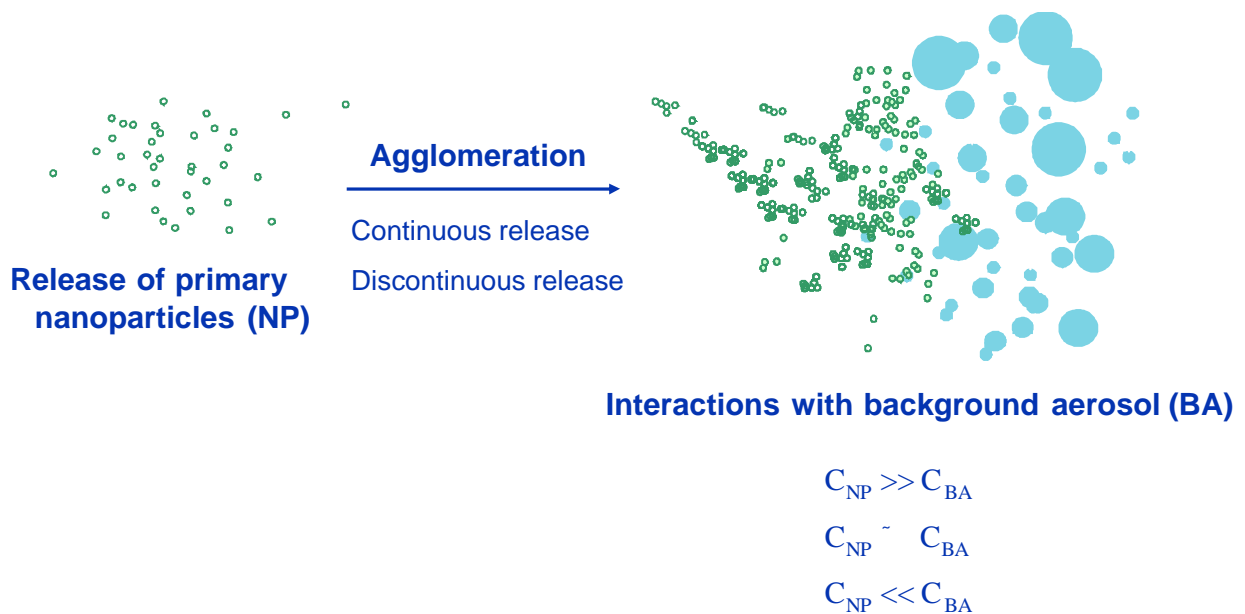 Agglomeration
Continuous release
Discontinuous release
Release of primary
nanoparticles (NP)
Interactions with background aerosol (BA)
C_NP >> C_BA
C_NP ˜ C_BA
C_NP << C_BA